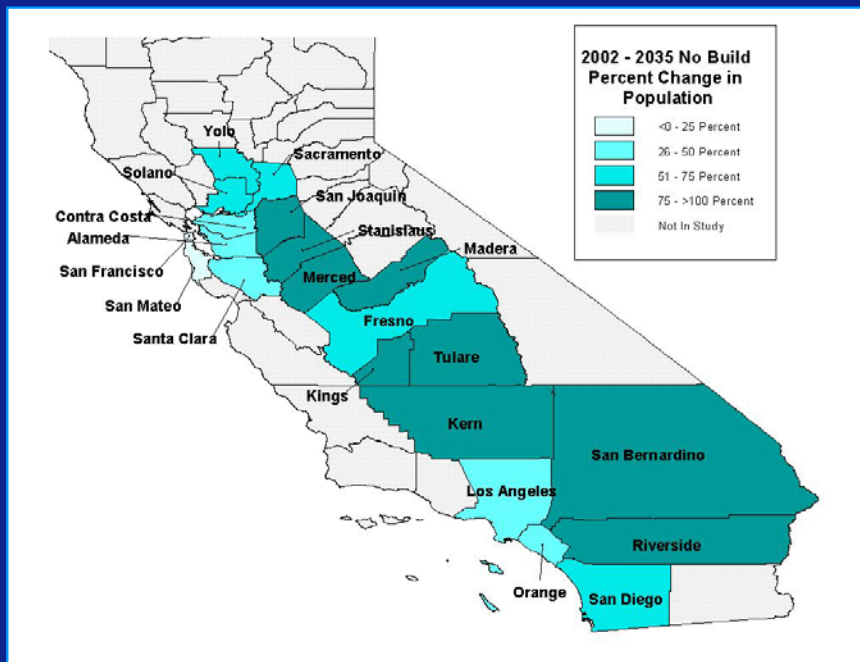 2002 - 2035 No Build
Percent Change in
Population
<0 - 25 Percent
26 - 50 Percent
51 - 75 Percent
75 - >100 Percent
Not In Study
Yolo
Sacramento
Solano
San Joaquin
Contra Costa
Stanislaus
Alameda
Madera
San Francisco
Merced
San Mateo
Fresno
Santa Clara
Tulare
Kings
Kern
San Bernardino
Los Angeles
Riverside
Orange
San Diego